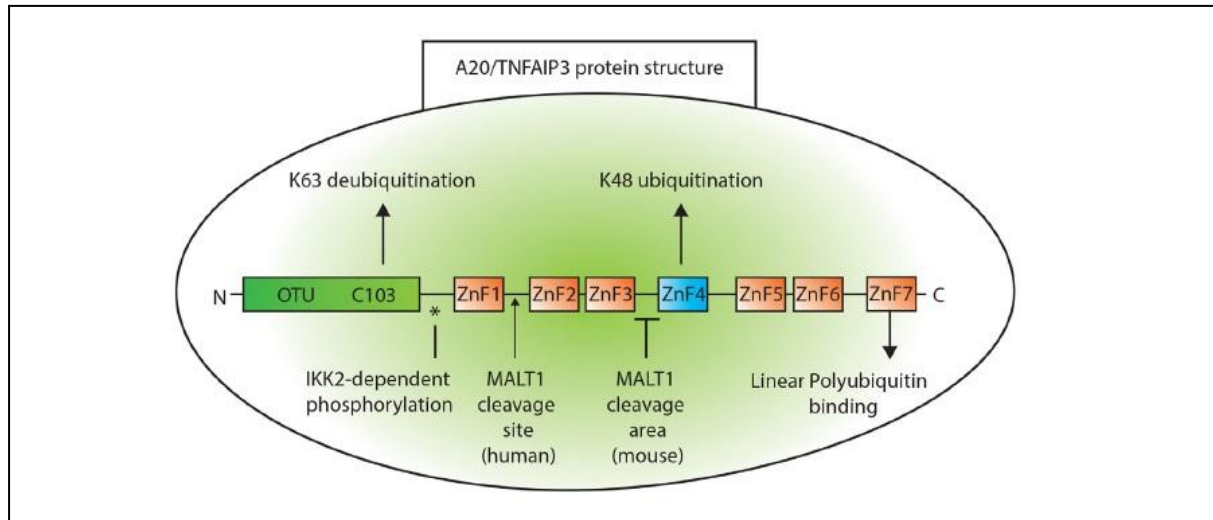 A20/TNFAIP3 protein structure
K63 deubiquitination
K48 ubiquitination
N
OTU
C103
ZnF1
ZnF2
ZnF3
ZnF4
ZnF5
ZnF6
ZnF7
C
*
IKK2-dependent
phosphorylation
MALT1
cleavage
site
(human)
MALT1
cleavage
area
(mouse)
Linear Polyubiquitin
binding